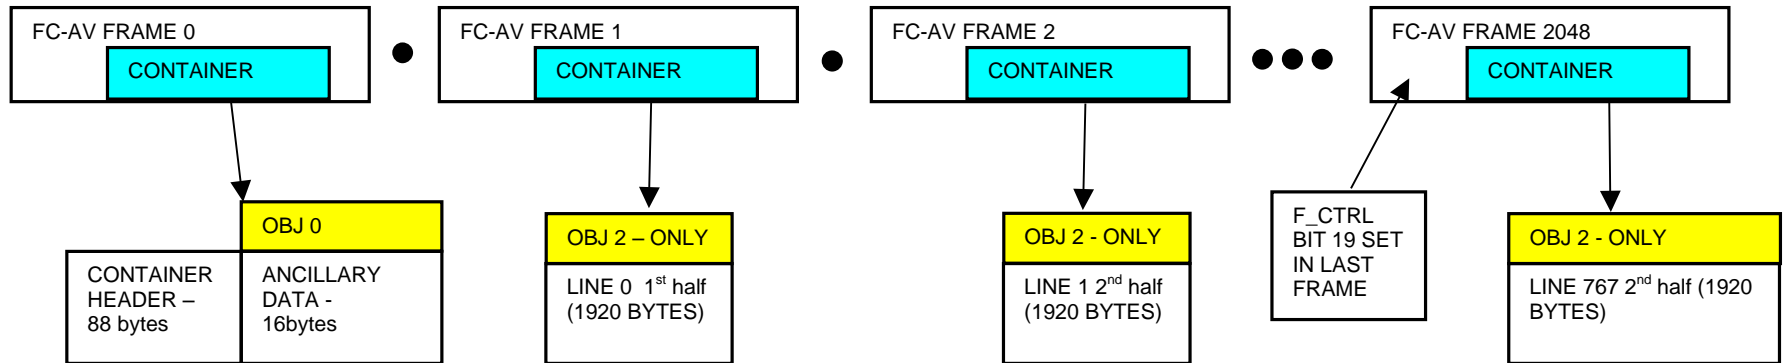 FC-AV FRAME 0
CONTAINER
FC-AV FRAME 1
CONTAINER
FC-AV FRAME 2
CONTAINER
FC-AV FRAME 2048
CONTAINER
OBJ 0
CONTAINER
HEADER –
88 bytes
ANCILLARY
DATA -
16bytes
OBJ 2 – ONLY
LINE 0 1st half
(1920 BYTES)
OBJ 2 - ONLY
LINE 1 2nd half
(1920 BYTES)
F_CTRL
BIT 19 SET
IN LAST
FRAME
OBJ 2 - ONLY
LINE 767 2nd half (1920
BYTES)